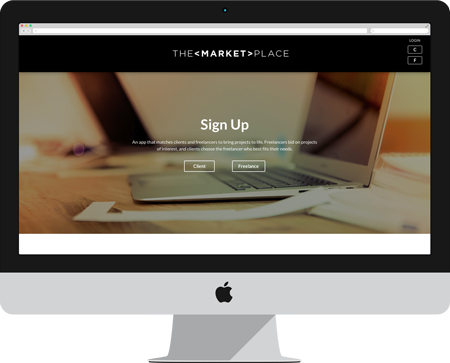 LOGIN
C
F
THE<MARKET>PLACE
Sign Up
An app that matches clients and freelancers to bring projects to life. Freelancers bid on projects
of interest, and clients choose the freelancer who best fits their needs.
Client
Freelance